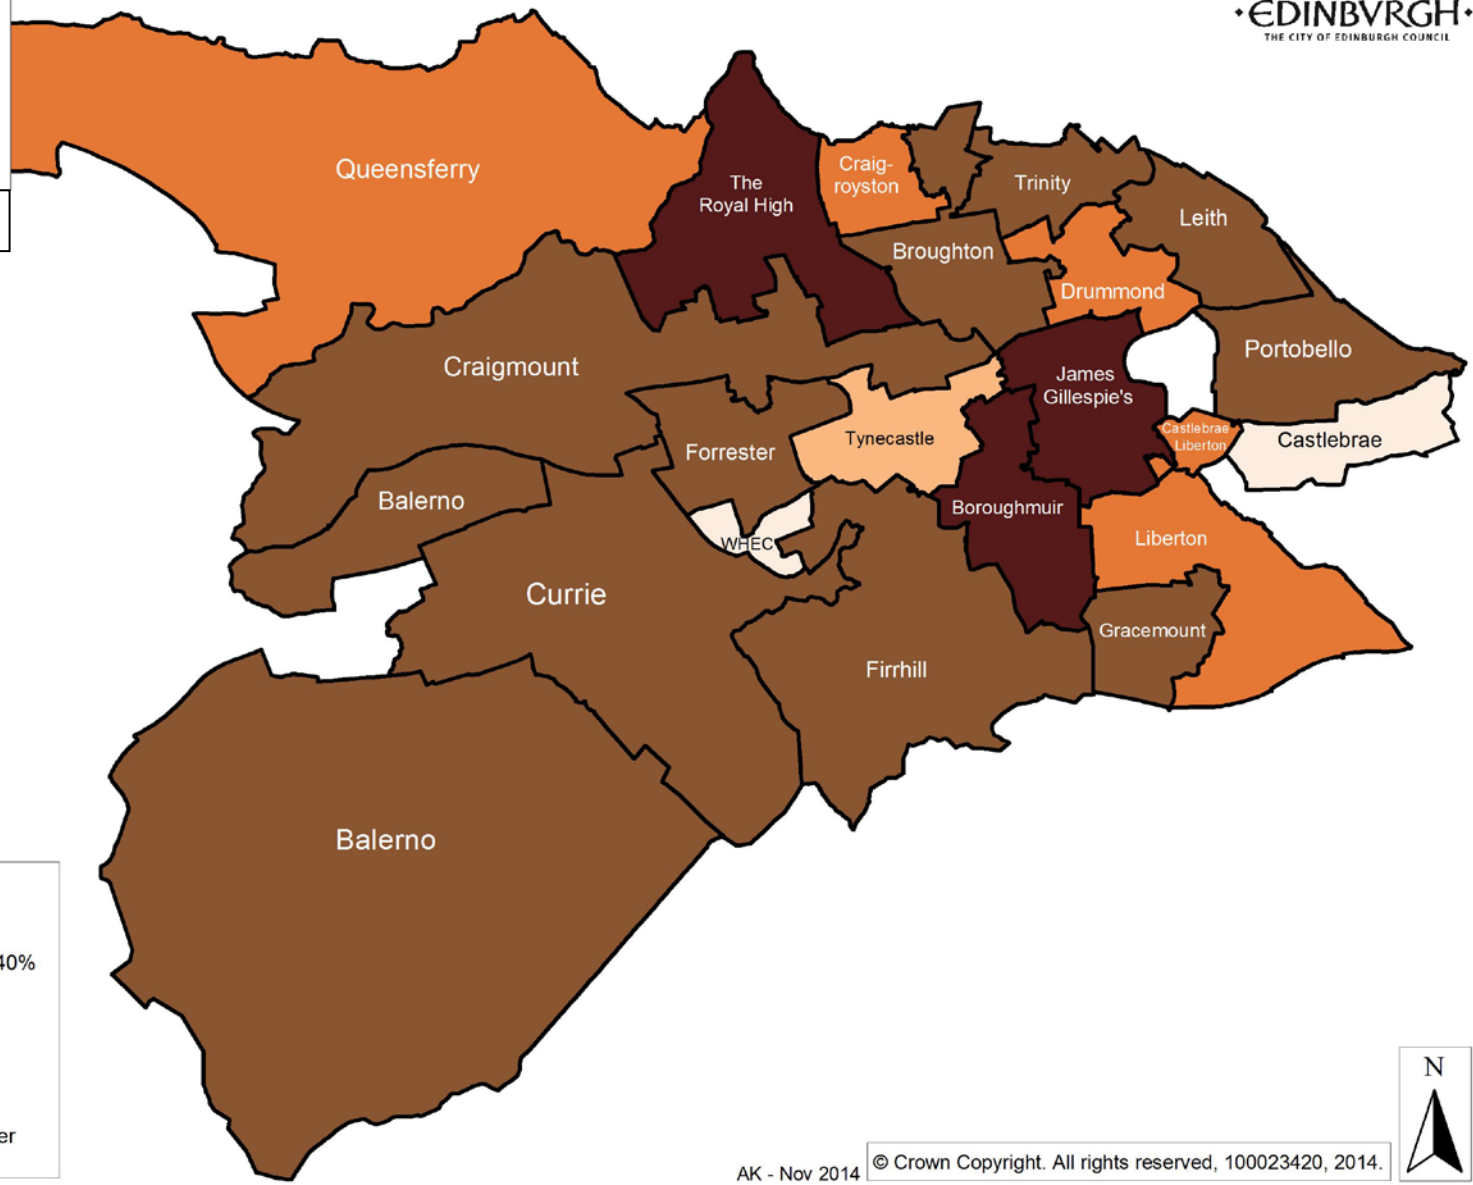 ·EDINBVRGH·
THE CITY OF EDINBURGH COUNCIL
Queensferry
The
Royal High
Craig-
royston
Trinity
Leith
Broughton
Drummond
Craigmount
Portobello
James
Gillespie's
Castlebrae
Liberton
Castlebrae
Tynecastle
Forrester
Balerno
Boroughmuir
WHEC
Liberton
Currie
Gracemount
Firrhill
Balerno
40%
er
N
AK - Nov 2014
© Crown Copyright. All rights reserved, 100023420, 2014.